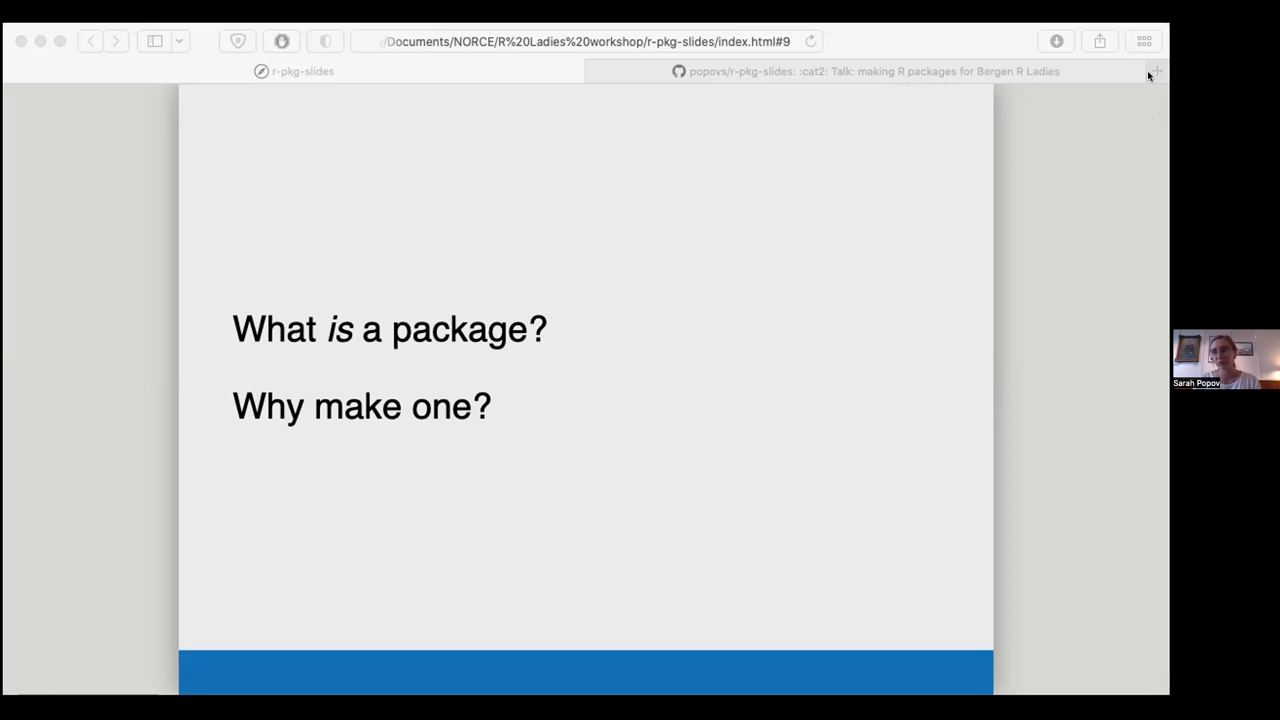 /Documents/NORCE/R%20Ladies%20workshop/r-pkg-slides/index.html#9
r-pkg-slides
popovs/r-pkg-slides: :cat2: Talk: making R packages for Bergen R Ladies
What is a package?
Why make one?
Sarah Popov